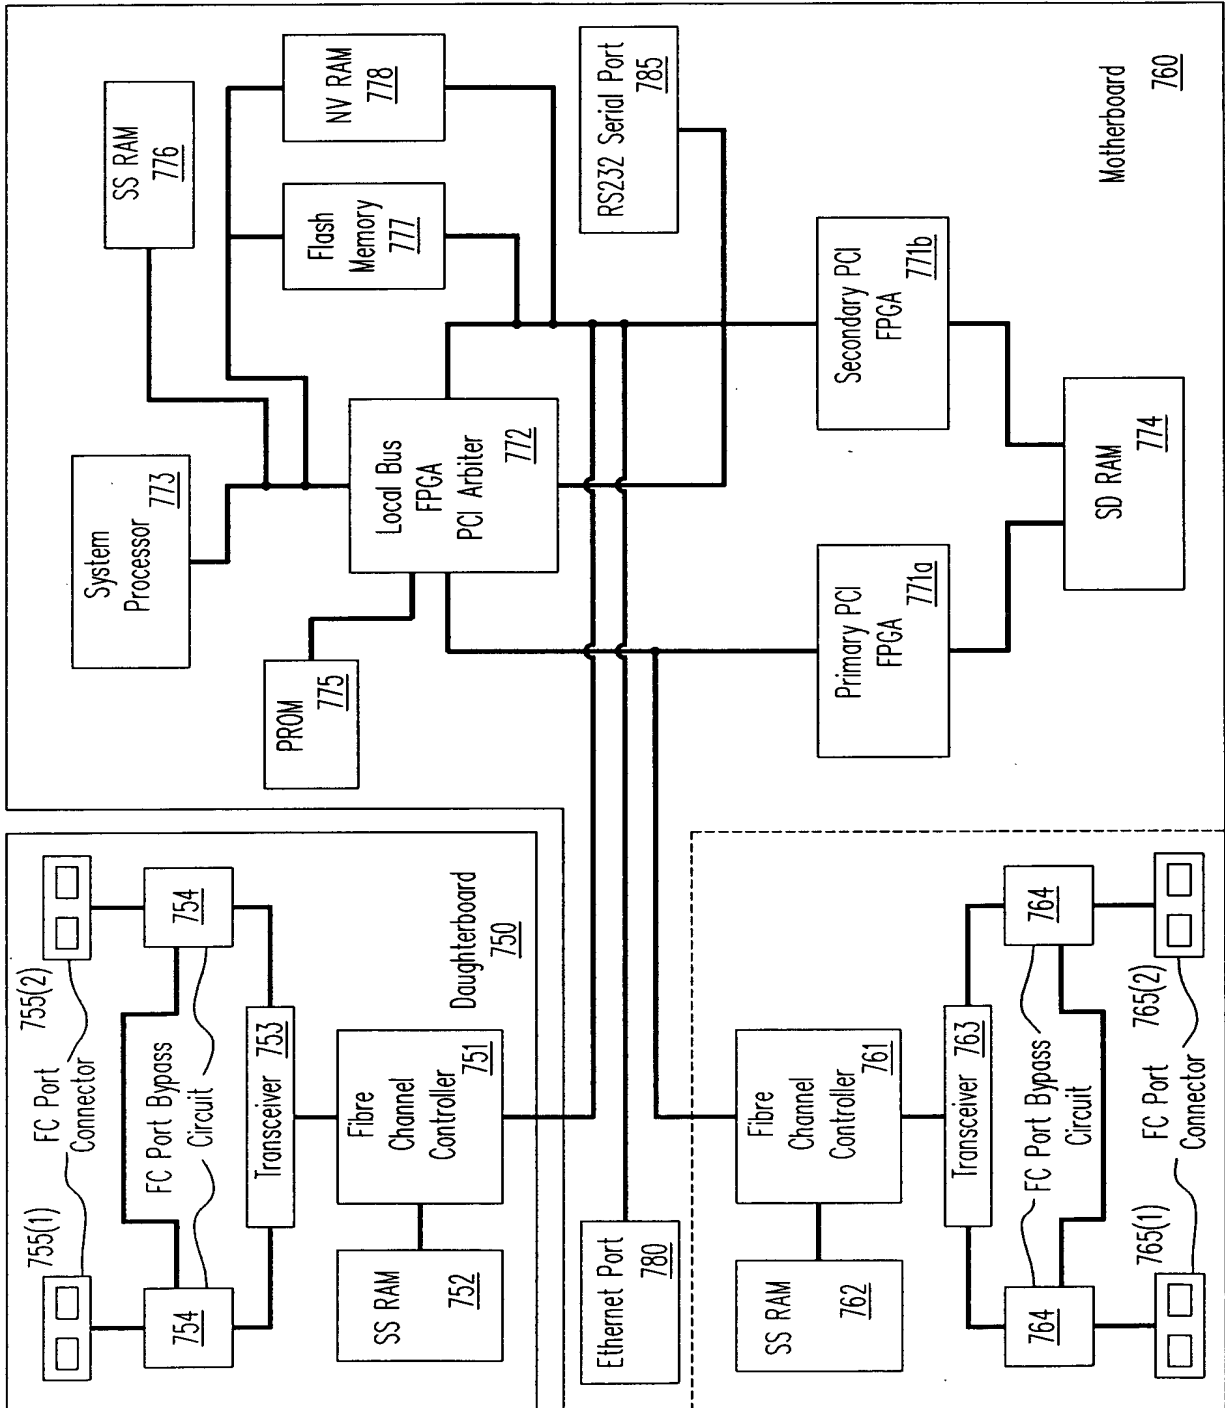 755(1)
FC Port
Connector
755(2)
754
FC Port Bypass
Circuit
754
Transceiver 753
SS RAM
752
Fibre
Channel
Controller
751
Daughterboard
750
Ethernet Port
780
SS RAM
762
Fibre
Channel
Controller
761
Transceiver 763
764
FC Port Bypass
Circuit
764
765(1)
FC Port
Connector
765(2)
System
Processor
773
SS RAM
776
PROM
775
Flash
Memory
777
NV RAM
778
Local Bus
FPGA
PCI Arbiter
772
RS232 Serial Port
785
Primary PCI
FPGA
771a
Secondary PCI
FPGA
771b
SD RAM
774
Motherboard
760